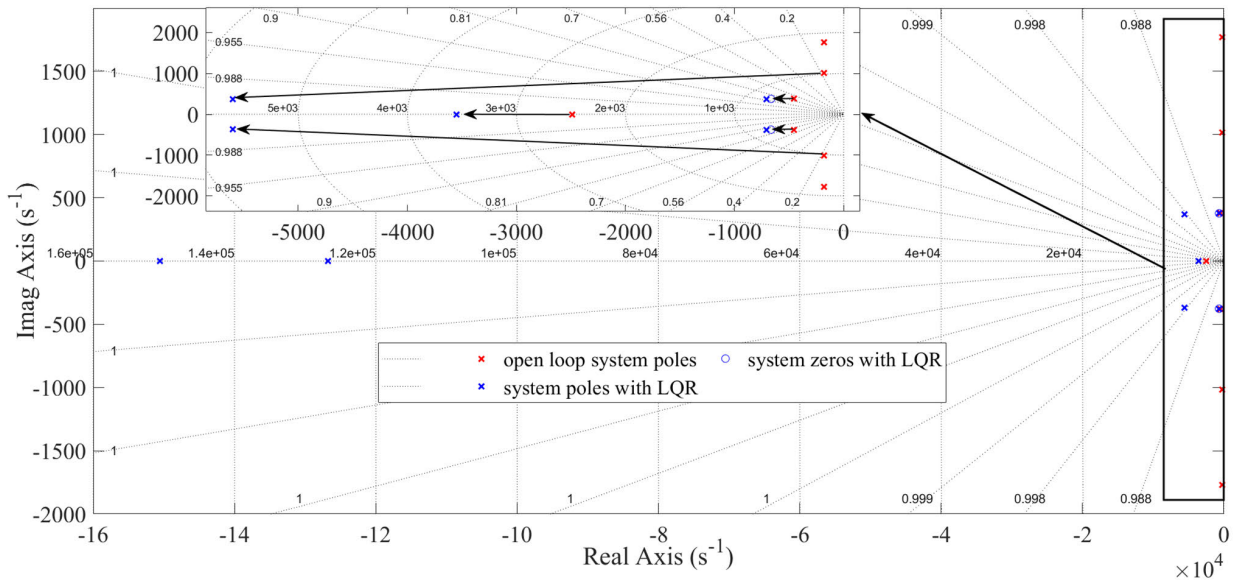 0.9 0.81 0.7 0.56 0.4 0.2 0.999 0.998 0.988
2000
0.955
1500
1 1000
0.988
5e+03 4e+03 3e+03 2e+03 1e+03
0
1000
-1000
0.988
1
0.955
-2000
0.9 0.81 0.7 0.56 0.4 0.2
500
-5000 -4000 -3000 -2000 -1000 0
1.6e+05 0 1.4e+05 1.2e+05 1e+05 8e+04 6e+04 4e+04 2e+04
Imag Axis (s-1)
-500
1
open loop system poles system zeros with LQR
system poles with LQR
-1000
1
-1500
1 1 1 0.999 0.998 0.988
-2000
-16 -14 -12 -10 -8 -6 -4 -2 0
Real Axis (s-1)
×10 4